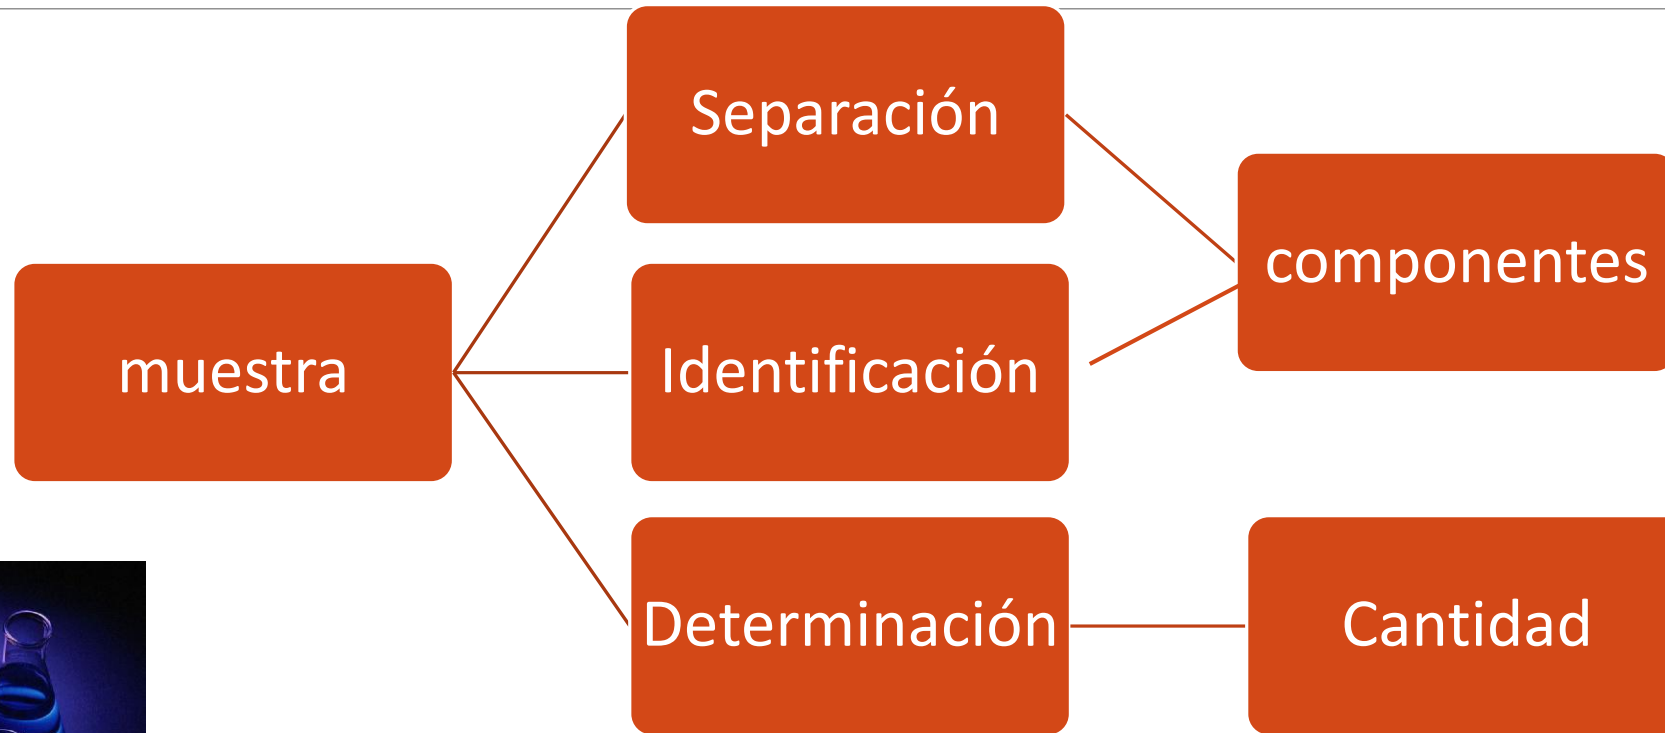 Separación
componentes
muestra
Identificación
Determinación
Cantidad